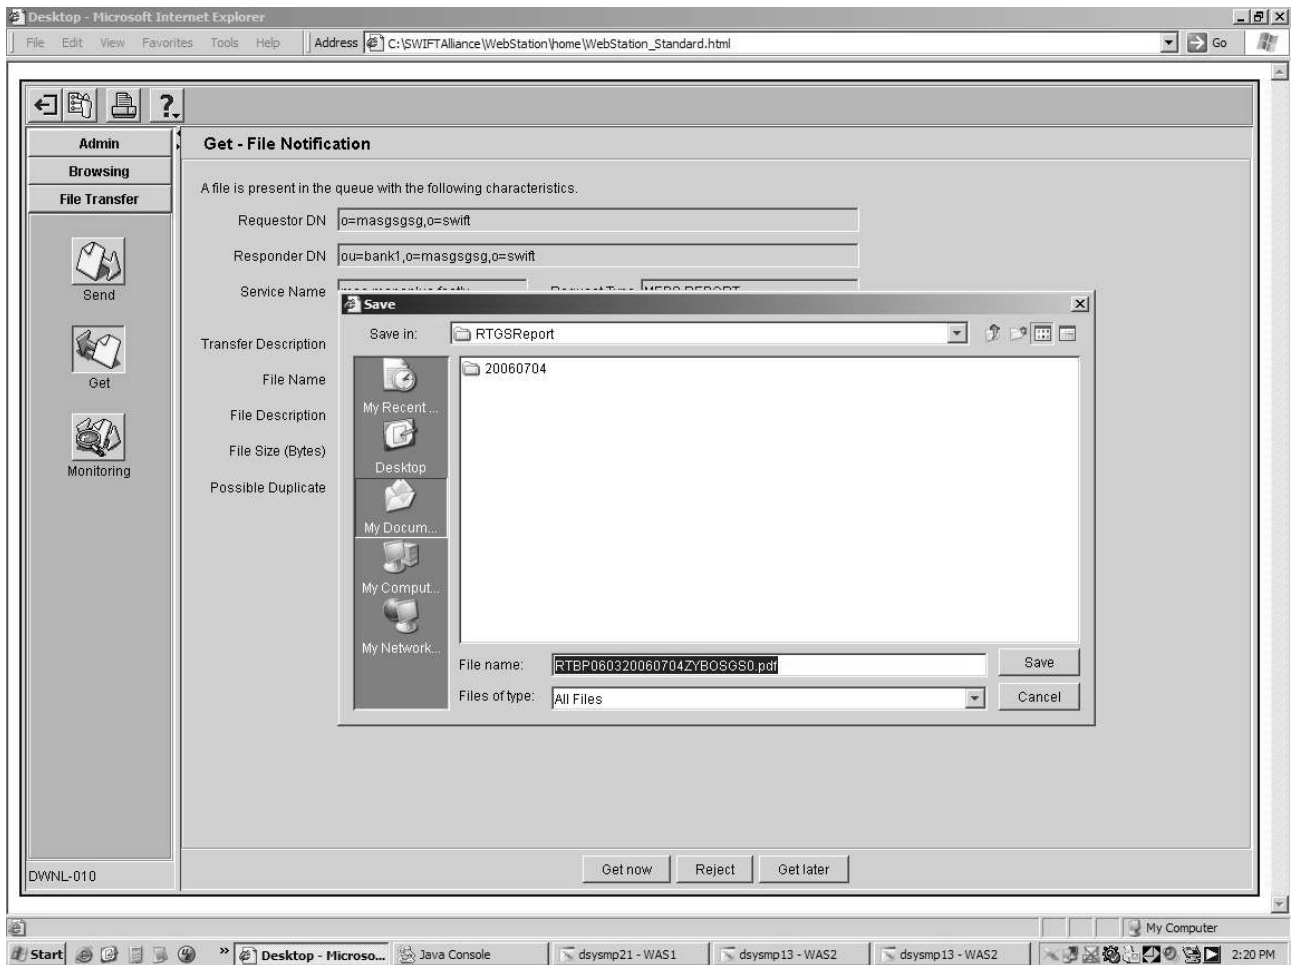 Desktop - Microsoft Internet Explorer
File Edit View Favorites Tools Help Address C:\SWIFTAlliance\WebStation\home\WebStation_Standard.html Go
Admin
Browsing
File Transfer
Send
Get
Monitoring
DWNL-010
Get - File Notification
A file is present in the queue with the following characteristics.
Requestor DN o=masgsgsg,o=swift
Responder DN ou=bank1,o=masgsgsg,o=swift
Service Name
Transfer Description
File Name
File Description
File Size (Bytes)
Possible Duplicate
Save
Save in: RTGSReport
20060704
My Recent ...
Desktop
My Docum...
My Comput...
My Network...
File name: RTBP060320060704ZYBOSGS0.pdf Save
Files of type: All Files Cancel
Get now Reject Get later
My Computer
Start » Desktop - Microso... Java Console dsysmp21 - WAS1 dsysmp13 - WAS2 dsysmp13 - WAS2 2:20 PM